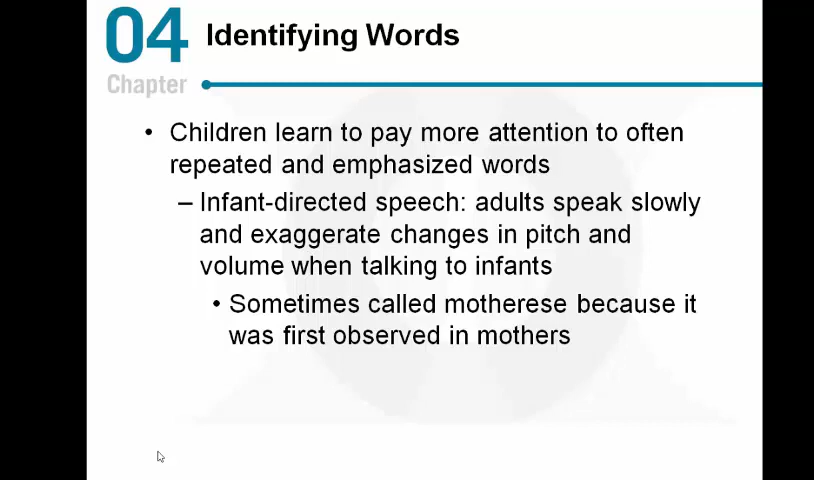 04
Chapter
Identifying Words
• Children learn to pay more attention to often
repeated and emphasized words
– Infant-directed speech: adults speak slowly
and exaggerate changes in pitch and
volume when talking to infants
• Sometimes called motherese because it
was first observed in mothers